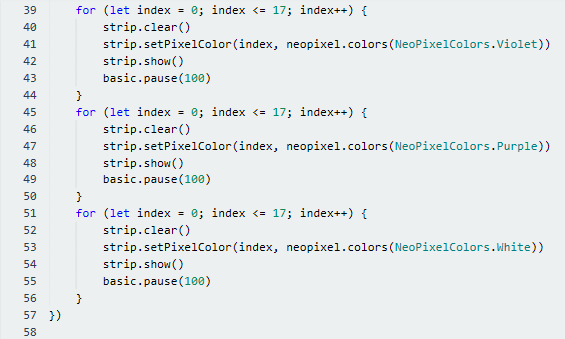 39 for (let index = 0; index <= 17; index++) {
40 strip.clear()
41 strip.setPixelColor(index, neopixel.colors(NeoPixelColors.Violet))
42 strip.show()
43 basic.pause(100)
44 }
45 for (let index = 0; index <= 17; index++) {
46 strip.clear()
47 strip.setPixelColor(index, neopixel.colors(NeoPixelColors.Purple))
48 strip.show()
49 basic.pause(100)
50 }
51 for (let index = 0; index <= 17; index++) {
52 strip.clear()
53 strip.setPixelColor(index, neopixel.colors(NeoPixelColors.White))
54 strip.show()
55 basic.pause(100)
56 }
57 })
58